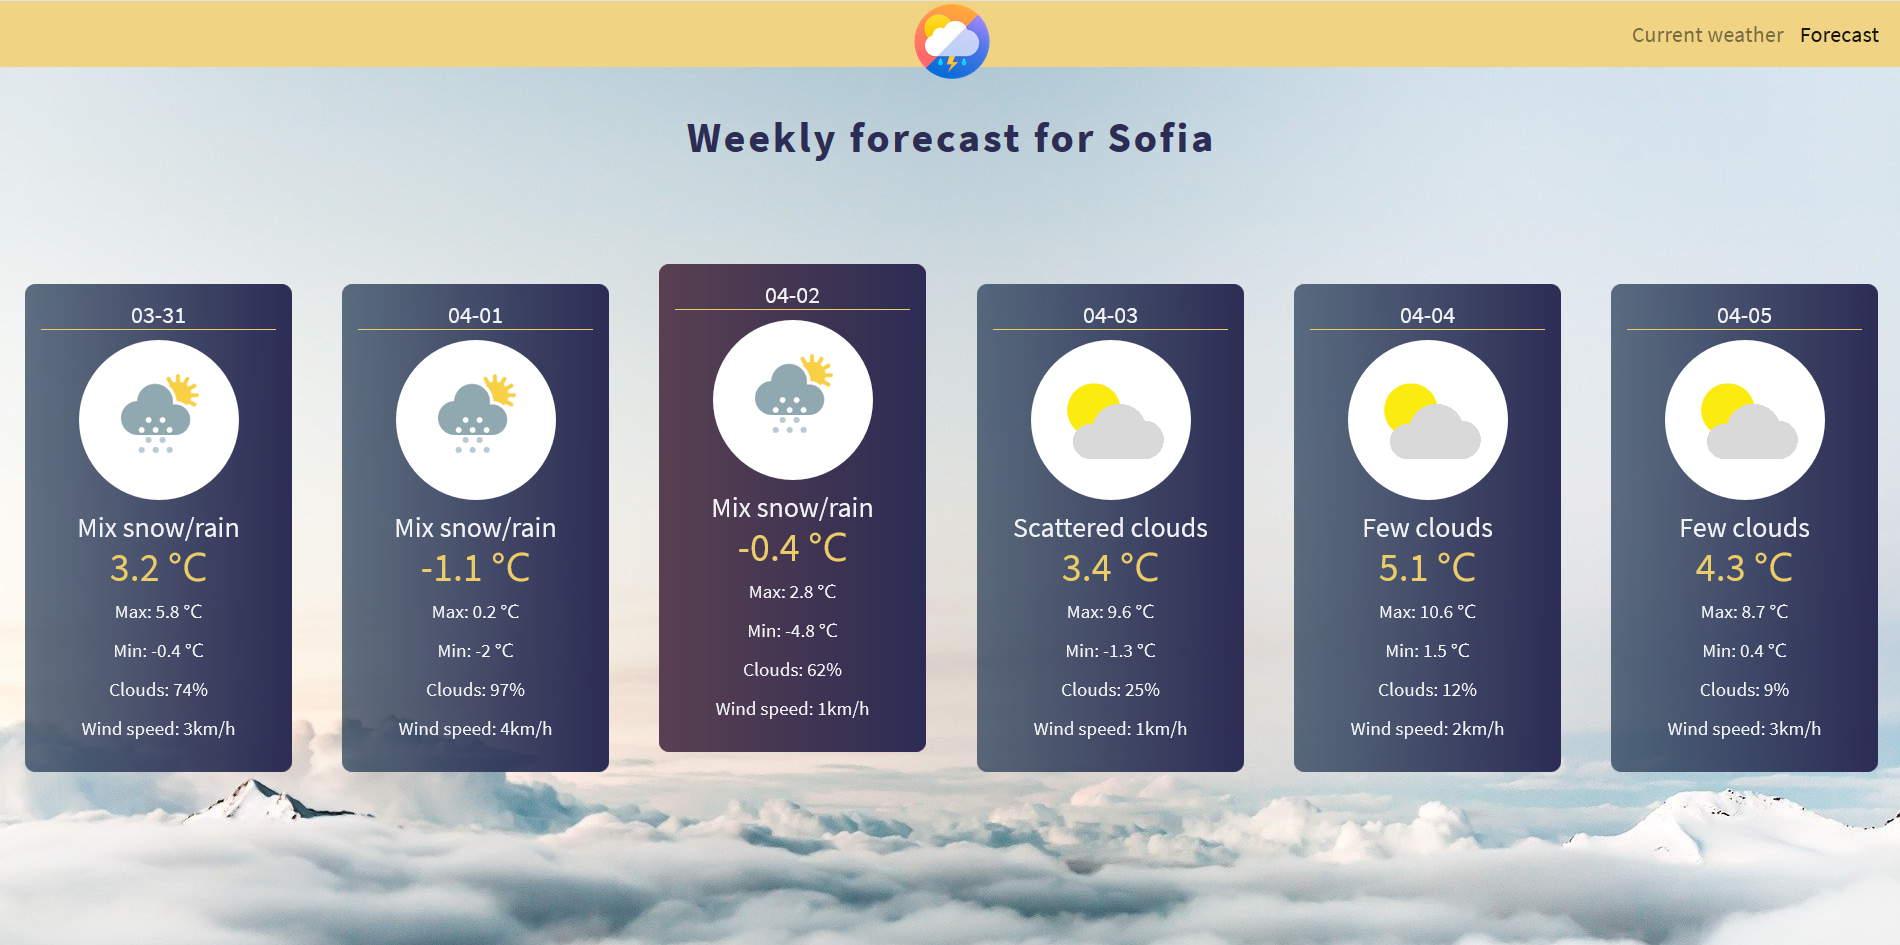 Current weather Forecast
Weekly forecast for Sofia
03-31
Mix snow/rain
3.2 °C
Max: 5.8 °C
Min: -0.4 °C
Clouds: 74%
Wind speed: 3km/h
04-01
Mix snow/rain
-1.1 °C
Max: 0.2 °C
Min: -2 °C
Clouds: 97%
Wind speed: 4km/h
04-02
Mix snow/rain
-0.4 °C
Max: 2.8 °C
Min: -4.8 °C
Clouds: 62%
Wind speed: 1km/h
04-03
Scattered clouds
3.4 °C
Max: 9.6 °C
Min: -1.3 °C
Clouds: 25%
Wind speed: 1km/h
04-04
Few clouds
5.1 °C
Max: 10.6 °C
Min: 1.5 °C
Clouds: 12%
Wind speed: 2km/h
04-05
Few clouds
4.3 °C
Max: 8.7 °C
Min: 0.4 °C
Clouds: 9%
Wind speed: 3km/h